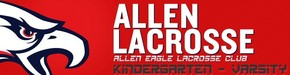 ALLEN
LACROSSE
ALLEN EAGLE LACROSSE CLUB
KINDERGARTEN - VARSITY